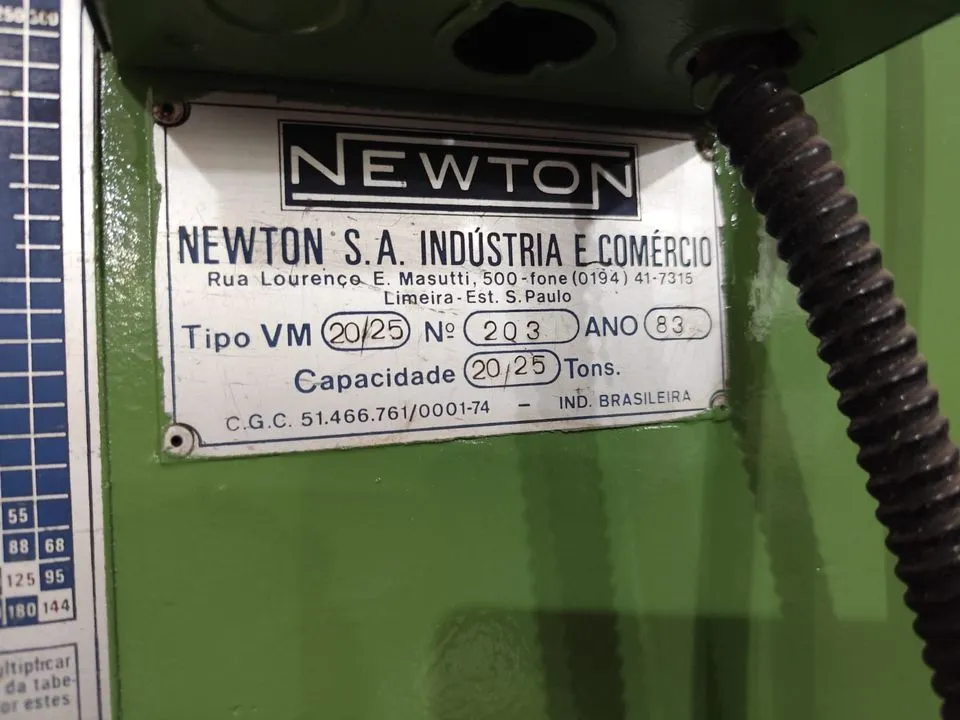 NEWTON
NEWTON S.A. INDÚSTRIA E COMÉRCIO
Rua Lourenço E. Masutti, 500-fone (0194) 41-7315
Limeira - Est. S. Paulo
Tipo VM 20/25 Nº 203 ANO 83
Capacidade 20/25 Tons.
C.G.C. 51.466.761/0001-74 — IND. BRASILEIRA
55
88 68
125 95
180 144
da tabe-
estes